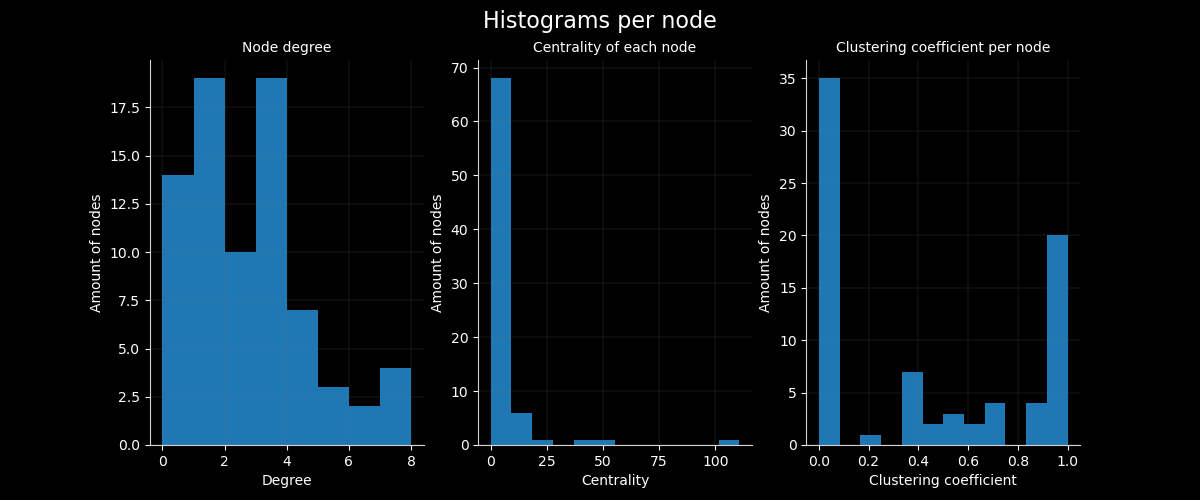 Histograms per node
Node degree
17.5
15.0
12.5
10.0
7.5
5.0
2.5
0.0
Amount of nodes
0 2 4 6 8
Degree
Centrality of each node
70
60
50
40
30
20
10
0
Amount of nodes
0 25 50 75 100
Centrality
Clustering coefficient per node
35
30
25
20
15
10
5
0
Amount of nodes
0.0 0.2 0.4 0.6 0.8 1.0
Clustering coefficient